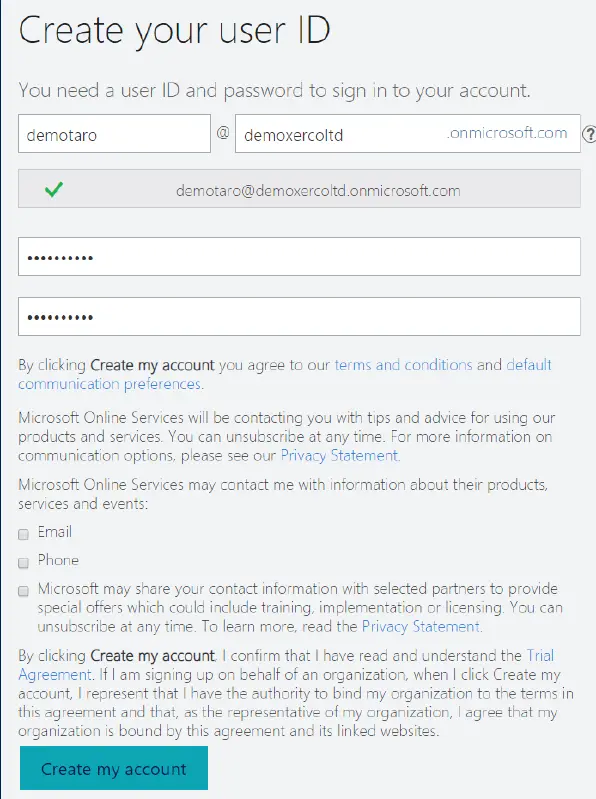 Create your user ID
You need a user ID and password to sign in to your account.
demotaro @ demoxercoltd .onmicrosoft.com ?
demotaro@demoxercoltd.onmicrosoft.com
••••••••••
••••••••••
By clicking Create my account you agree to our terms and conditions and default
communication preferences.
Microsoft Online Services will be contacting you with tips and advice for using our
products and services. You can unsubscribe at any time. For more information on
communication options, please see our Privacy Statement.
Microsoft Online Services may contact me with information about their products,
services and events:
Email
Phone
Microsoft may share your contact information with selected partners to provide
special offers which could include training, implementation or licensing. You can
unsubscribe at any time. To learn more, read the Privacy Statement.
By clicking Create my account, I confirm that I have read and understand the Trial
Agreement. If I am signing up on behalf of an organization, when I click Create my
account, I represent that I have the authority to bind my organization to the terms in
this agreement and that, as the representative of my organization, I agree that my
organization is bound by this agreement and its linked websites.
Create my account